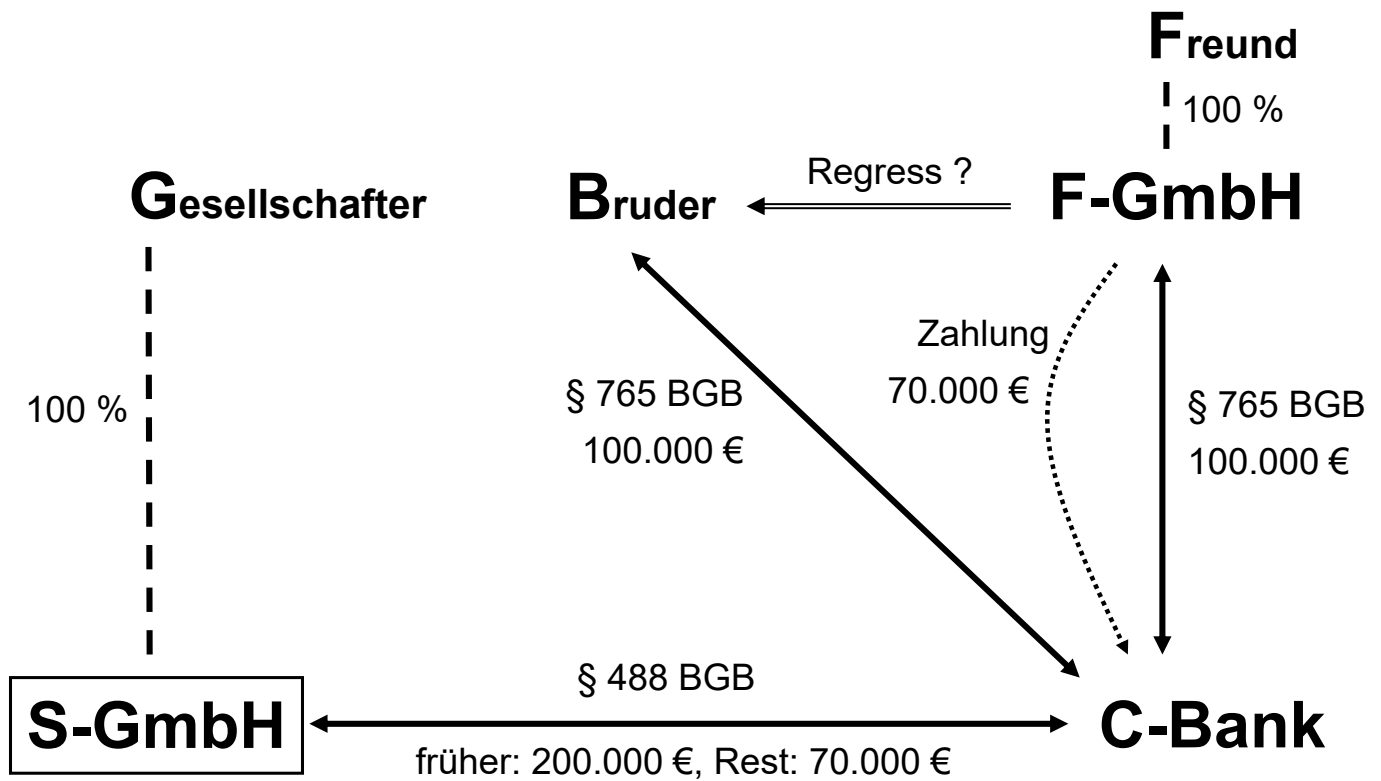 Freund
100 %
Regress ?
Gesellschafter
Bruder
F-GmbH
Zahlung
70.000 €
100 %
§ 765 BGB
100.000 €
§ 765 BGB
100.000 €
§ 488 BGB
S-GmbH
C-Bank
früher: 200.000 €, Rest: 70.000 €